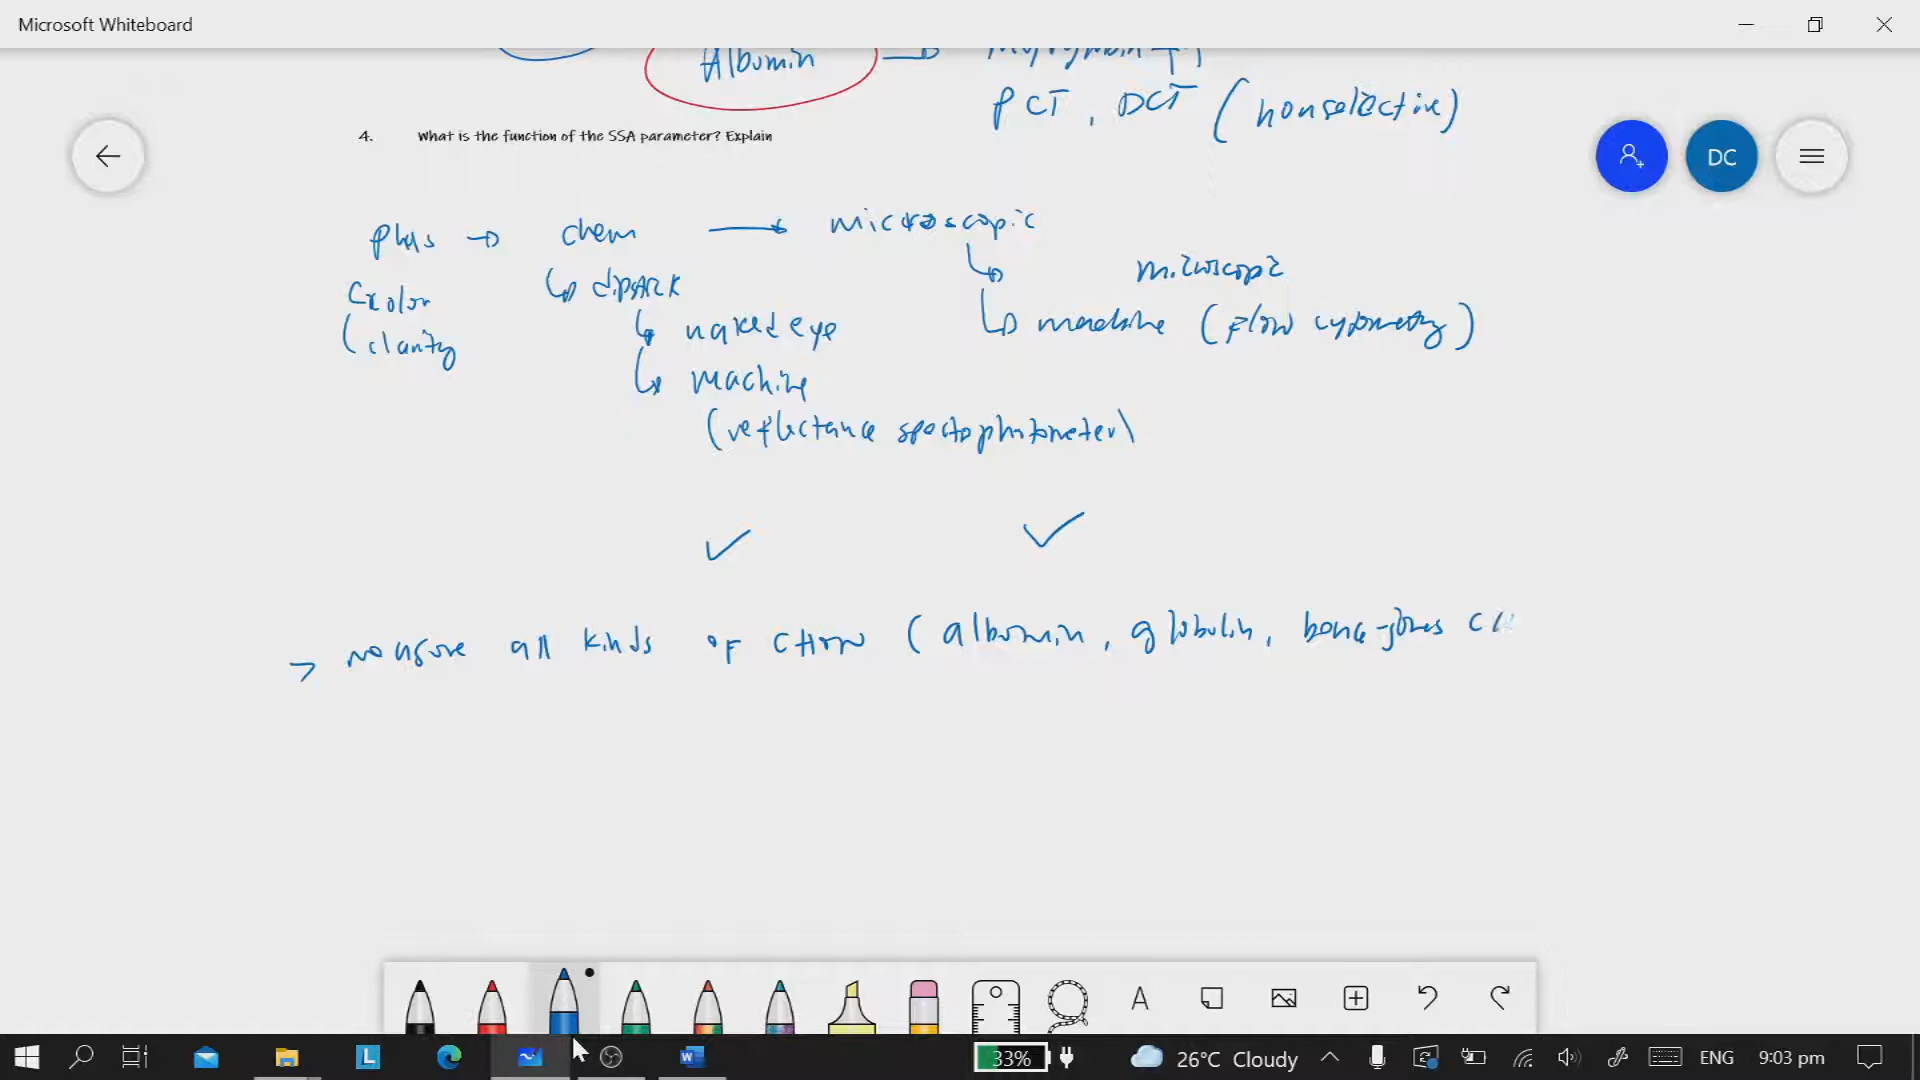 Microsoft Whiteboard
Albumin
PCT, DCT (nonselective)
4. What is the function of the SSA parameter? Explain
phys → chem → microscopic
color
clarity
dipstick
naked eye
machine
(reflectance spectophotometer)
microscope
machine (Flow cytometry)
→ measure all kinds of CHON (albumin, globulin, bence-jones
DC
A
33%
26°C Cloudy
ENG
9:03 pm